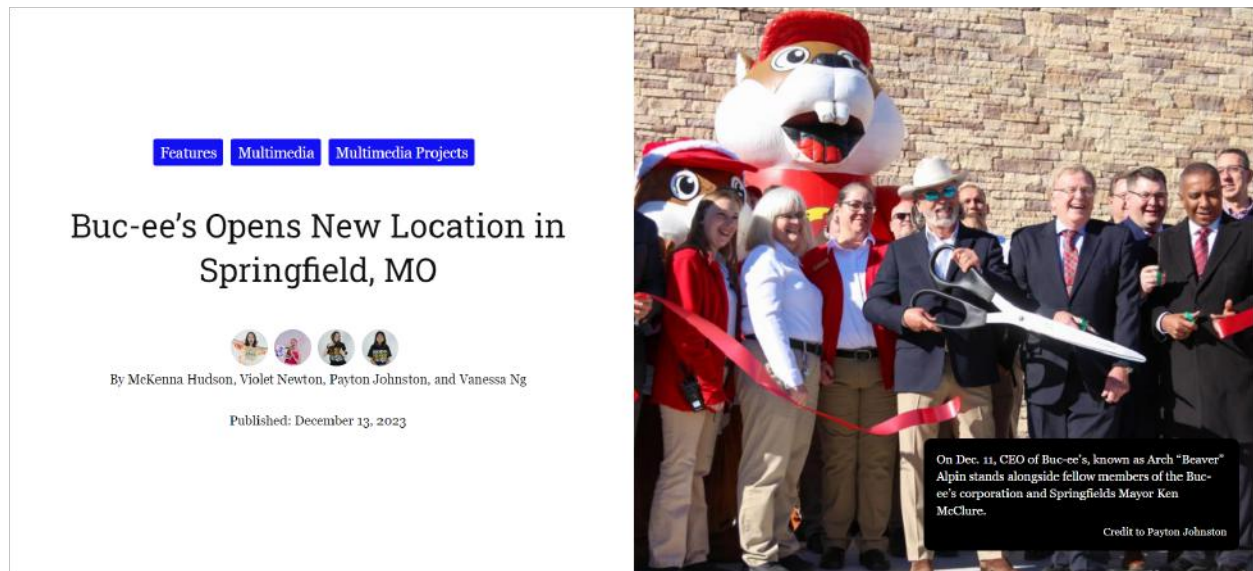 Features Multimedia Multimedia Projects
Buc-ee’s Opens New Location in
Springfield, MO
By McKenna Hudson, Violet Newton, Payton Johnston, and Vanessa Ng
Published: December 13, 2023
On Dec. 11, CEO of Buc-ee’s, known as Arch “Beaver”
Alpin stands alongside fellow members of the Buc-
ee’s corporation and Springfields Mayor Ken
McClure.
Credit to Payton Johnston